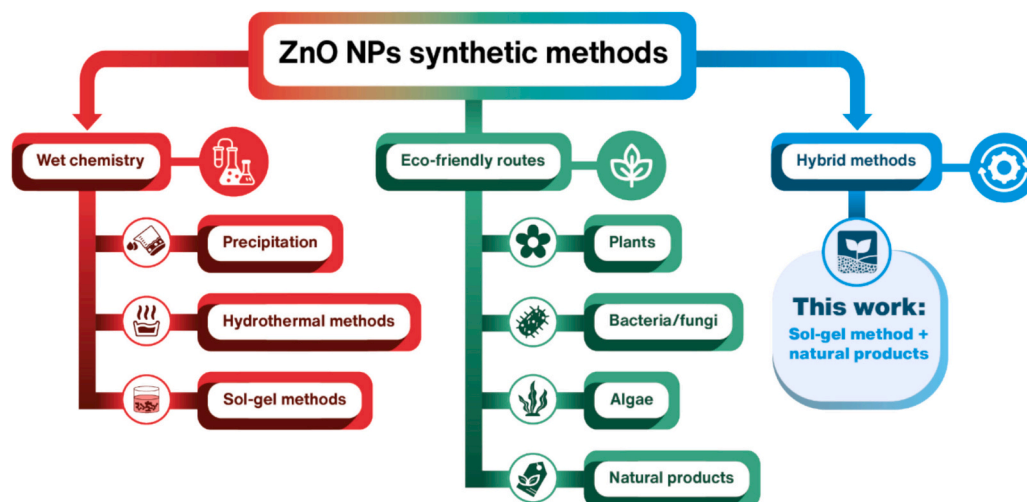 ZnO NPs synthetic methods
Wet chemistry
Precipitation
Hydrothermal methods
Sol-gel methods
Eco-friendly routes
Plants
Bacteria/fungi
Algae
Natural products
Hybrid methods
This work:
Sol-gel method +
natural products